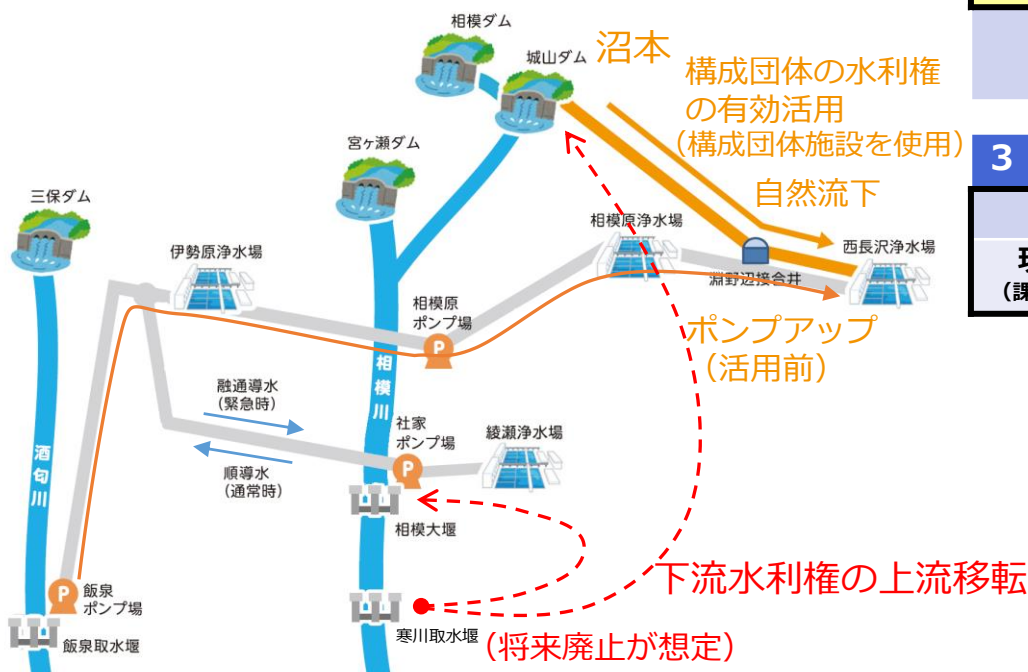 相模ダム
城山ダム
沼本
構成団体の水利権
の有効活用
（構成団体施設を使用）
自然流下
宮ヶ瀬ダム
三保ダム
伊勢原浄水場
相模原浄水場
西長沢浄水場
淵野辺接合井
相模原
ポンプ場
P
ポンプアップ
（活用前）
相模川
融通導水
(緊急時)
順導水
(通常時)
社家
ポンプ場
P
綾瀬浄水場
相模大堰
酒匂川
P
飯泉
ポンプ場
飯泉取水堰
寒川取水堰
下流水利権の上流移転
（将来廃止が想定）
3